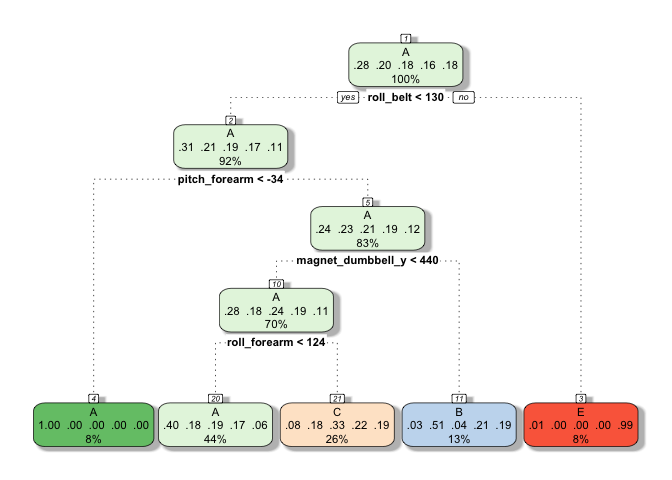 1
A
.28 .20 .18 .16 .18
100%
yes roll_belt < 130 no
2
A
.31 .21 .19 .17 .11
92%
pitch_forearm < -34
5
A
.24 .23 .21 .19 .12
83%
magnet_dumbbell_y < 440
10
A
.28 .18 .24 .19 .11
70%
roll_forearm < 124
4
A
1.00 .00 .00 .00 .00
8%
20
A
.40 .18 .19 .17 .06
44%
21
C
.08 .18 .33 .22 .19
26%
11
B
.03 .51 .04 .21 .19
13%
3
E
.01 .00 .00 .00 .99
8%